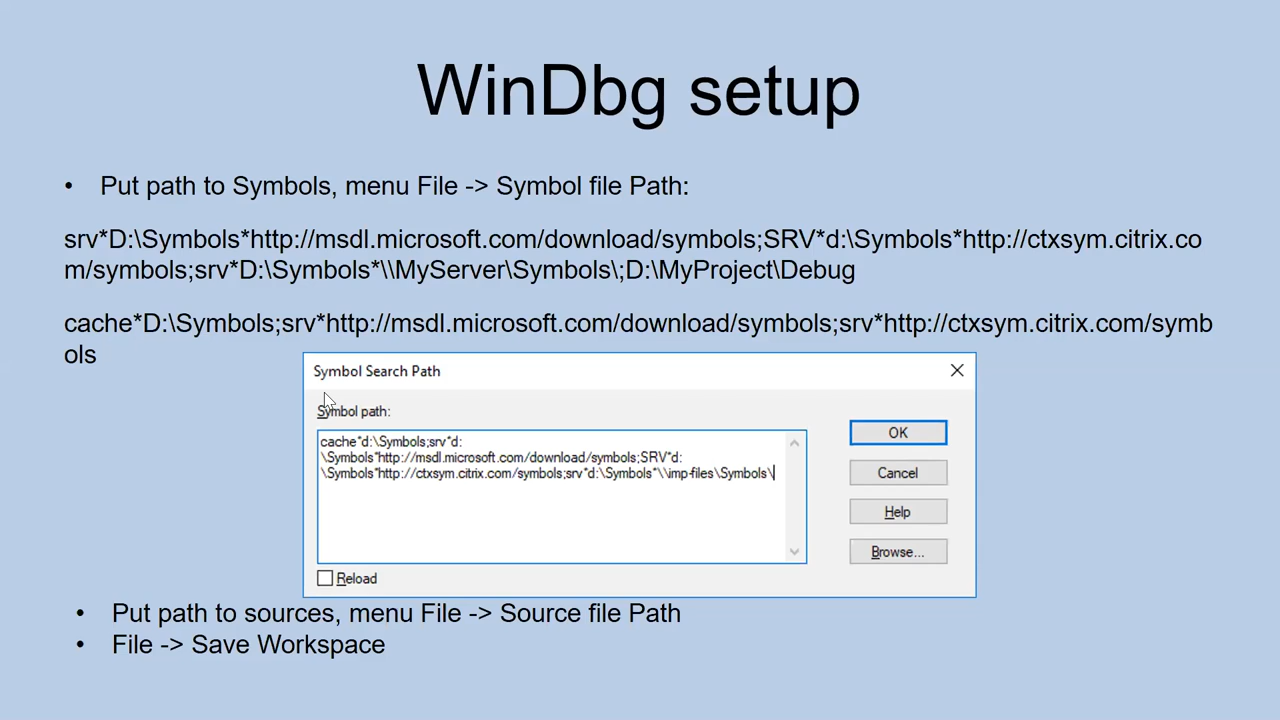 WinDbg setup
• Put path to Symbols, menu File -> Symbol file Path:
srv*D:\Symbols*http://msdl.microsoft.com/download/symbols;SRV*d:\Symbols*http://ctxsym.citrix.co
m/symbols;srv*D:\Symbols*\\MyServer\Symbols\;D:\MyProject\Debug
cache*D:\Symbols;srv*http://msdl.microsoft.com/download/symbols;srv*http://ctxsym.citrix.com/symb
ols
Symbol Search Path
Symbol path:
cache*d:\Symbols;srv*d:
\Symbols*http://msdl.microsoft.com/download/symbols;SRV*d:
\Symbols*http://ctxsym.citrix.com/symbols;srv*d:\Symbols*\\imp-files\Symbols\
OK
Cancel
Help
Browse...
Reload
• Put path to sources, menu File -> Source file Path
• File -> Save Workspace